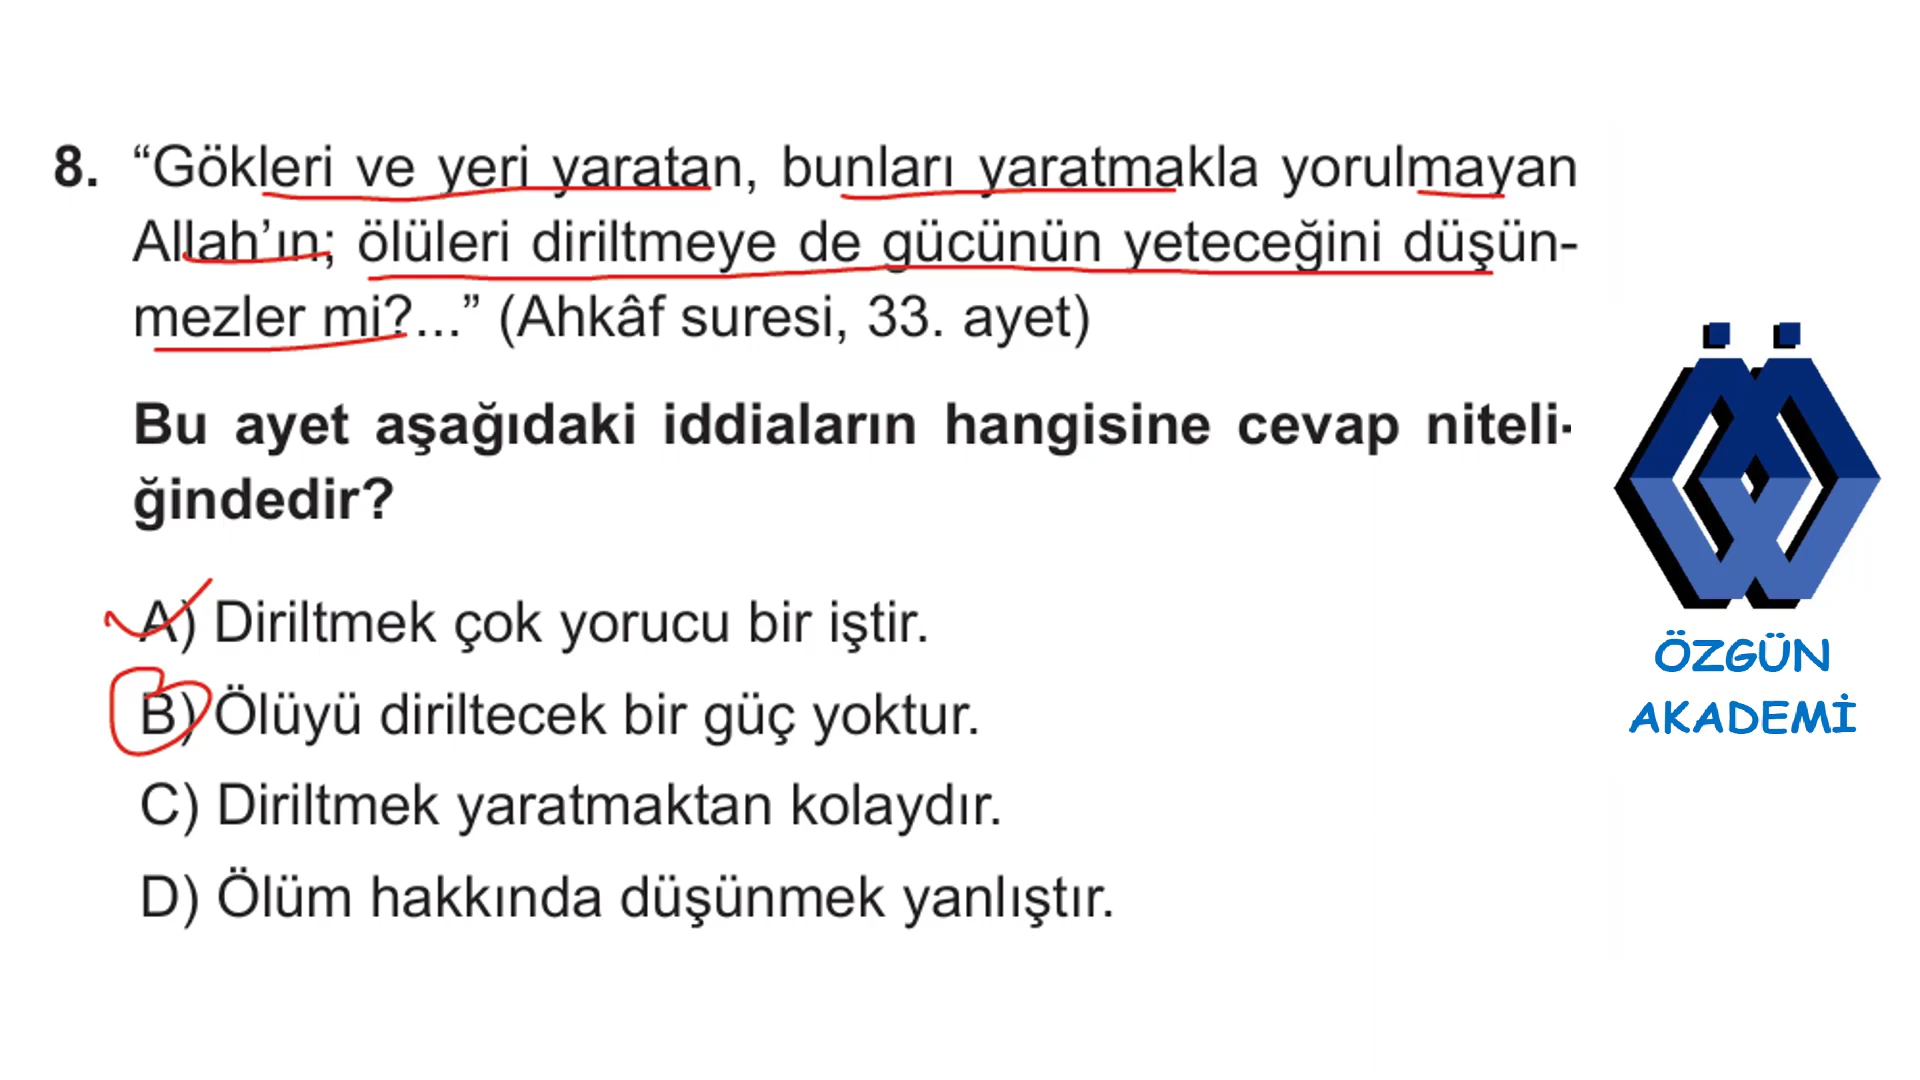 8. “Gökleri ve yeri yaratan, bunları yaratmakla yorulmayan
Allah’ın; ölüleri diriltmeye de gücünün yeteceğini düşün-
mezler mi?...” (Ahkâf suresi, 33. ayet)
Bu ayet aşağıdaki iddiaların hangisine cevap niteli-
ğindedir?
A) Diriltmek çok yorucu bir iştir.
B) Ölüyü diriltecek bir güç yoktur.
C) Diriltmek yaratmaktan kolaydır.
D) Ölüm hakkında düşünmek yanlıştır.
ÖZGÜN
AKADEMİ